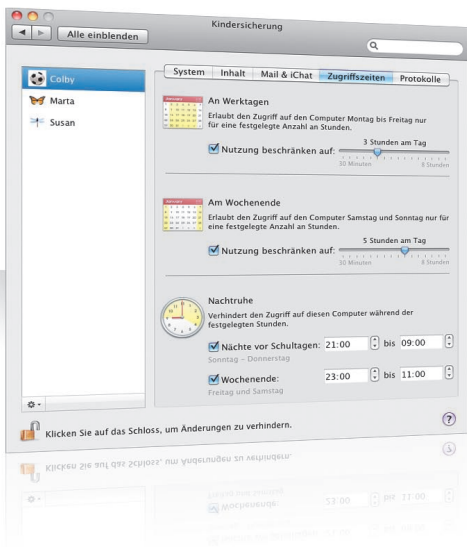 Kindersicherung
Alle einblenden
System Inhalt Mail & iChat Zugriffszeiten Protokolle
Colby
Marta
Susan
An Werktagen
Erlaubt den Zugriff auf den Computer Montag bis Freitag nur
für eine festgelegte Anzahl an Stunden.
3 Stunden am Tag
Nutzung beschränken auf:
30 Minuten 8 Stunden
Am Wochenende
Erlaubt den Zugriff auf den Computer Samstag und Sonntag nur für
eine festgelegte Anzahl an Stunden.
5 Stunden am Tag
Nutzung beschränken auf:
30 Minuten 8 Stunden
Nachtruhe
Verhindert den Zugriff auf diesen Computer während der
festgelegten Stunden.
Nächte vor Schultagen: 21:00 bis 09:00
Sonntag – Donnerstag
Wochenende: 23:00 bis 11:00
Freitag und Samstag
Klicken Sie auf das Schloss, um Änderungen zu verhindern.
?